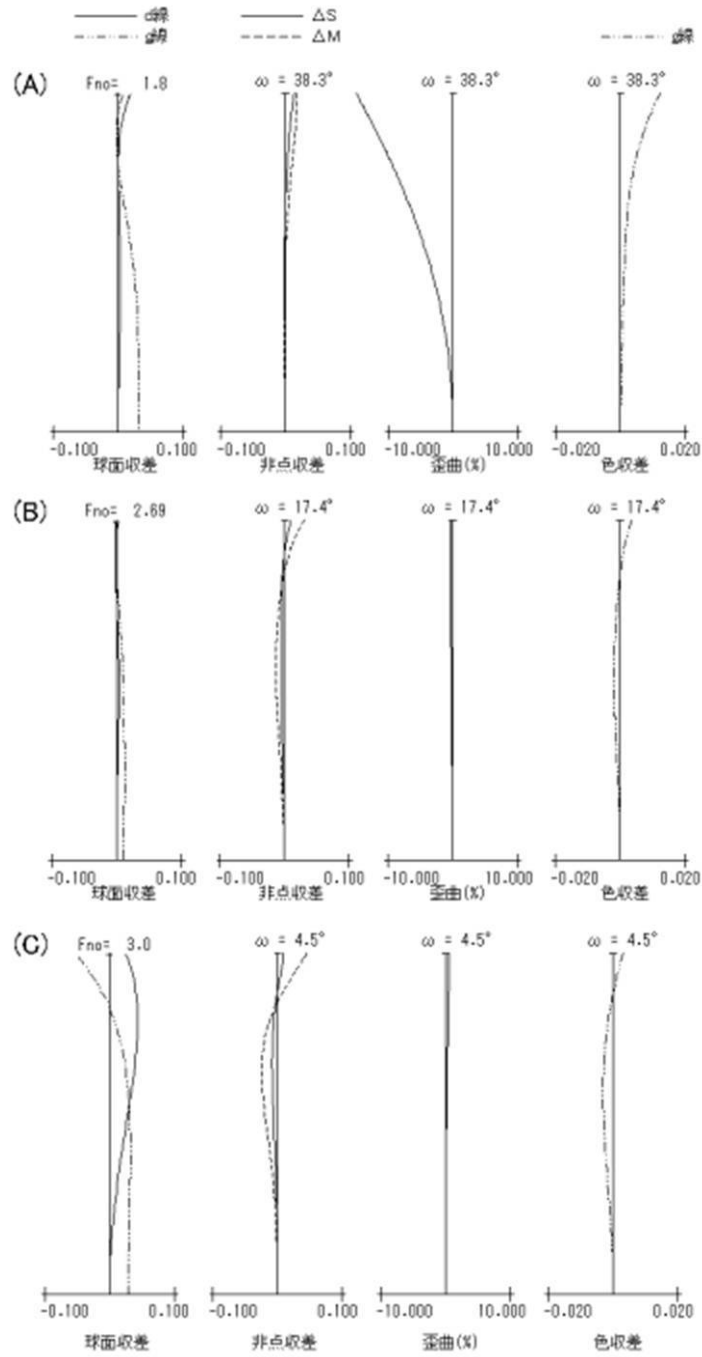 d線 ΔS
g線 ΔM g線
(A) Fno= 1.8 ω = 38.3° ω = 38.3° ω = 38.3°
-0.100 0.100 -0.100 0.100 -10.000 10.000 -0.020 0.020
球面収差 非点収差 歪曲(%) 色収差
(B) Fno= 2.69 ω = 17.4° ω = 17.4° ω = 17.4°
-0.100 0.100 -0.100 0.100 -10.000 10.000 -0.020 0.020
球面収差 非点収差 歪曲(%) 色収差
(C) Fno= 3.0 ω = 4.5° ω = 4.5° ω = 4.5°
-0.100 0.100 -0.100 0.100 -10.000 10.000 -0.020 0.020
球面収差 非点収差 歪曲(%) 色収差